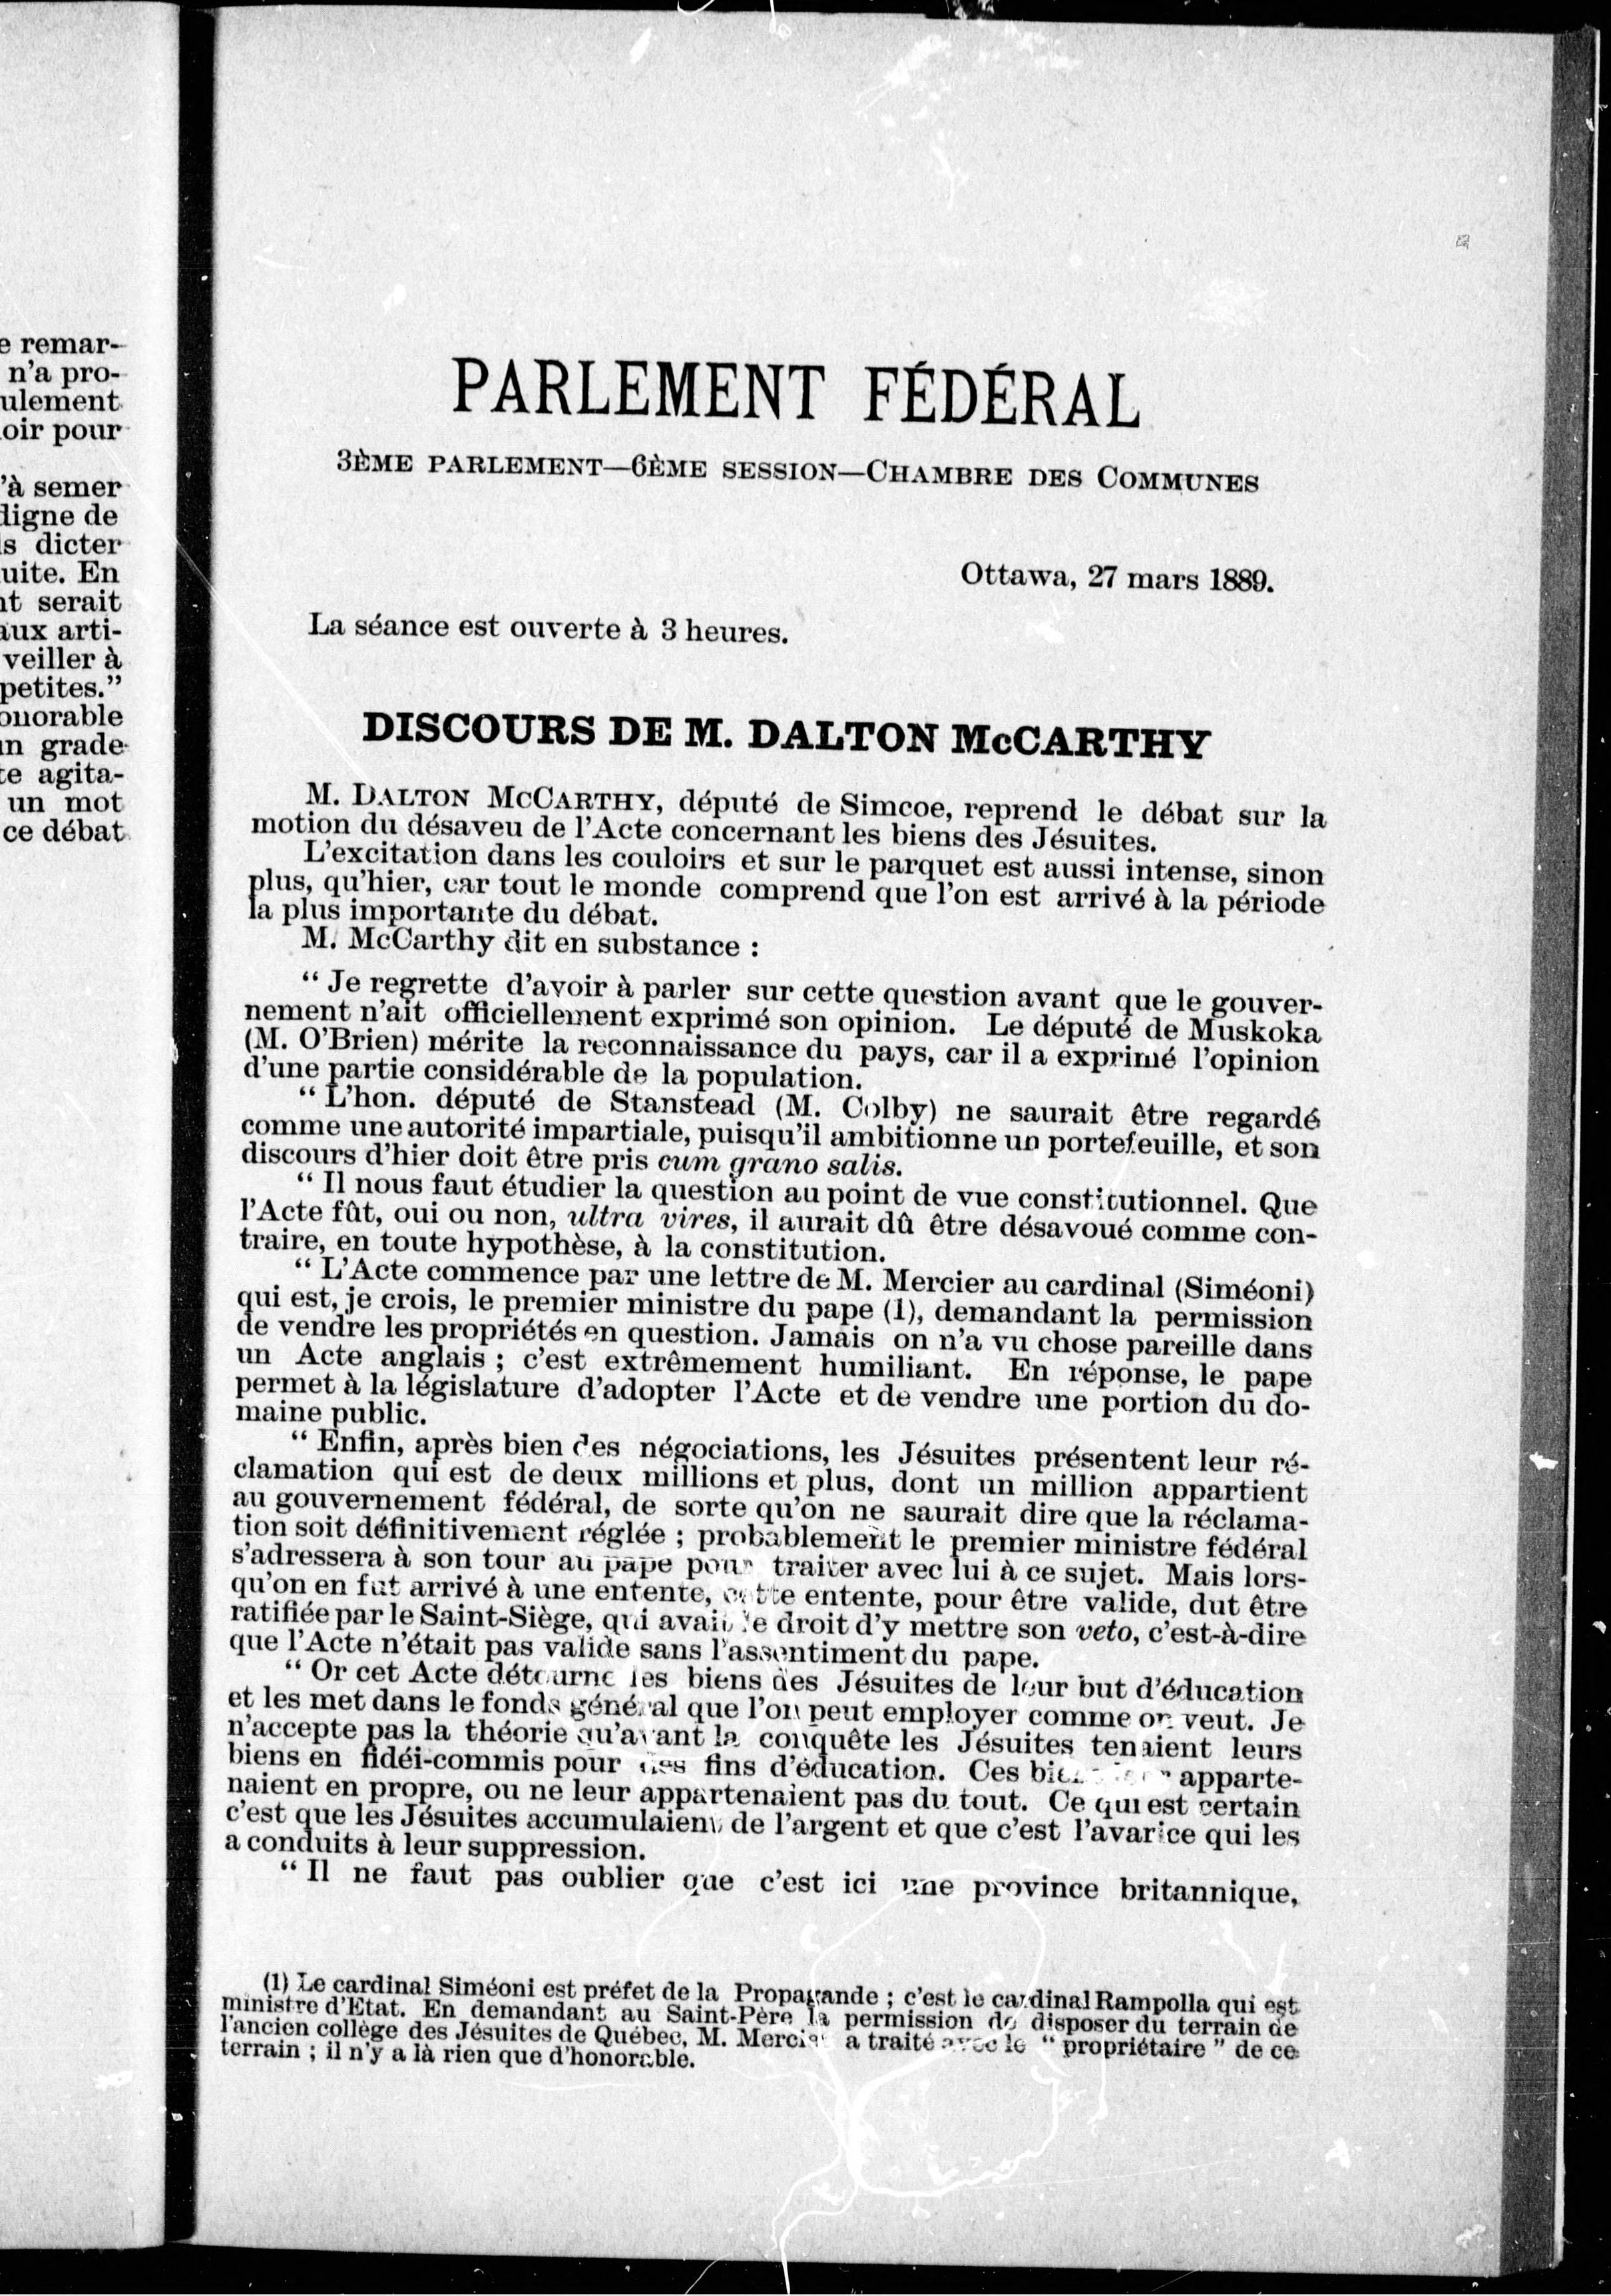 e remar-
n'a pro-
ulement
oir pour
'à semer
digne de
s dicter
uite. En
nt serait
aux arti-
veiller à
petites."
onorable
un grade
te agita-
un mot
ce débat
PARLEMENT FÉDÉRAL
3ÈME PARLEMENT—6ÈME SESSION—CHAMBRE DES COMMUNES
Ottawa, 27 mars 1889.
La séance est ouverte à 3 heures.
DISCOURS DE M. DALTON McCARTHY
M. DALTON MCCARTHY, député de Simcoe, reprend le débat sur la
motion du désaveu de l'Acte concernant les biens des Jésuites.
L'excitation dans les couloirs et sur le parquet est aussi intense, sinon
plus, qu'hier, car tout le monde comprend que l'on est arrivé à la période
la plus importante du débat.
M. McCarthy dit en substance :
“ Je regrette d'avoir à parler sur cette question avant que le gouver-
nement n'ait officiellement exprimé son opinion. Le député de Muskoka
(M. O'Brien) mérite la reconnaissance du pays, car il a exprimé l'opinion
d'une partie considérable de la population.
“ L'hon. député de Stanstead (M. Colby) ne saurait être regardé
comme une autorité impartiale, puisqu'il ambitionne un portefeuille, et son
discours d'hier doit être pris cum grano salis.
“ Il nous faut étudier la question au point de vue constitutionnel. Que
l'Acte fût, oui ou non, ultra vires, il aurait dû être désavoué comme con-
traire, en toute hypothèse, à la constitution.
“ L'Acte commence par une lettre de M. Mercier au cardinal (Siméoni)
qui est, je crois, le premier ministre du pape (1), demandant la permission
de vendre les propriétés en question. Jamais on n'a vu chose pareille dans
un Acte anglais ; c'est extrêmement humiliant. En réponse, le pape
permet à la législature d'adopter l'Acte et de vendre une portion du do-
maine public.
“ Enfin, après bien des négociations, les Jésuites présentent leur ré-
clamation qui est de deux millions et plus, dont un million appartient
au gouvernement fédéral, de sorte qu'on ne saurait dire que la réclama-
tion soit définitivement réglée ; probablement le premier ministre fédéral
s'adressera à son tour au pape pour traiter avec lui à ce sujet. Mais lors-
qu'on en fut arrivé à une entente, cette entente, pour être valide, dut être
ratifiée par le Saint-Siège, qui avait le droit d'y mettre son veto, c'est-à-dire
que l'Acte n'était pas valide sans l'assentiment du pape.
“ Or cet Acte détourne les biens des Jésuites de leur but d'éducation
et les met dans le fonds général que l'on peut employer comme on veut. Je
n'accepte pas la théorie qu'avant la conquête les Jésuites tenaient leurs
biens en fidéi-commis pour des fins d'éducation. Ces biens leur apparte-
naient en propre, ou ne leur appartenaient pas du tout. Ce qui est certain
c'est que les Jésuites accumulaient de l'argent et que c'est l'avarice qui les
a conduits à leur suppression.
“ Il ne faut pas oublier que c'est ici une province britannique,
(1) Le cardinal Siméoni est préfet de la Propagande ; c'est le cardinal Rampolla qui est
ministre d'Etat. En demandant au Saint-Père la permission de disposer du terrain de
l'ancien collège des Jésuites de Québec, M. Mercier a traité avec le “ propriétaire ” de ce
terrain ; il n'y a là rien que d'honorable.